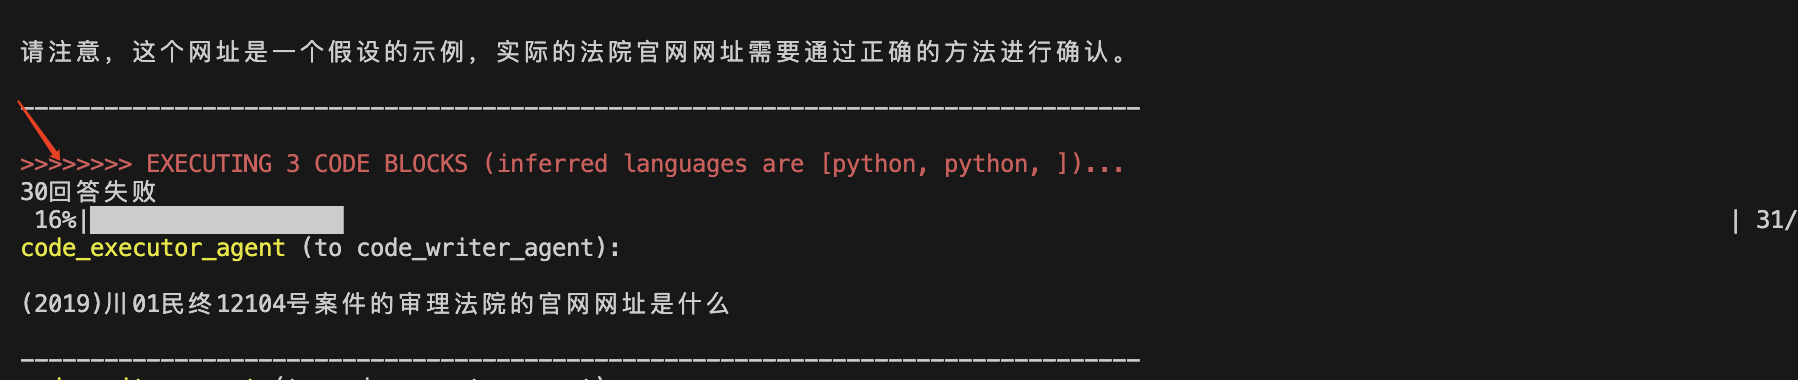 请注意，这个网址是一个假设的示例，实际的法院官网网址需要通过正确的方法进行确认。
--------------------------------------------------------------------------------
>>>>>>>> EXECUTING 3 CODE BLOCKS (inferred languages are [python, python, ])...
30回答失败
16%| | 31/
code_executor_agent (to code_writer_agent):
(2019)川01民终12104号案件的审理法院的官网网址是什么
--------------------------------------------------------------------------------